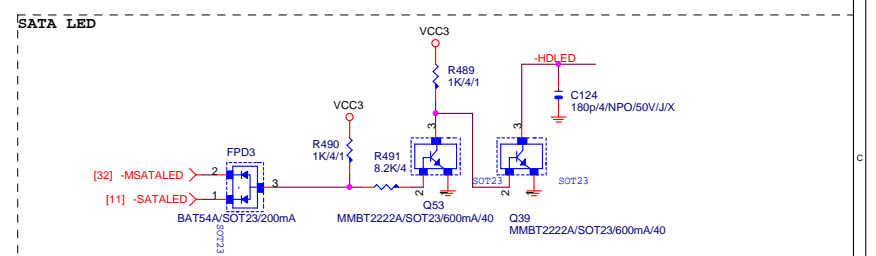 SATA LED
VCC3
R489
1K/4/1
-HDLED
C124
180p/4/NPO/50V/J/X
VCC3
R490
1K/4/1
3
3
FPD3
R491
8.2K/4
[32] -MSATALED
2
3
[11] -SATALED
1
SOT23
SOT23
2
1
2
1
BAT54A/SOT23/200mA
Q53
MMBT2222A/SOT23/600mA/40
Q39
MMBT2222A/SOT23/600mA/40
SOT23
C